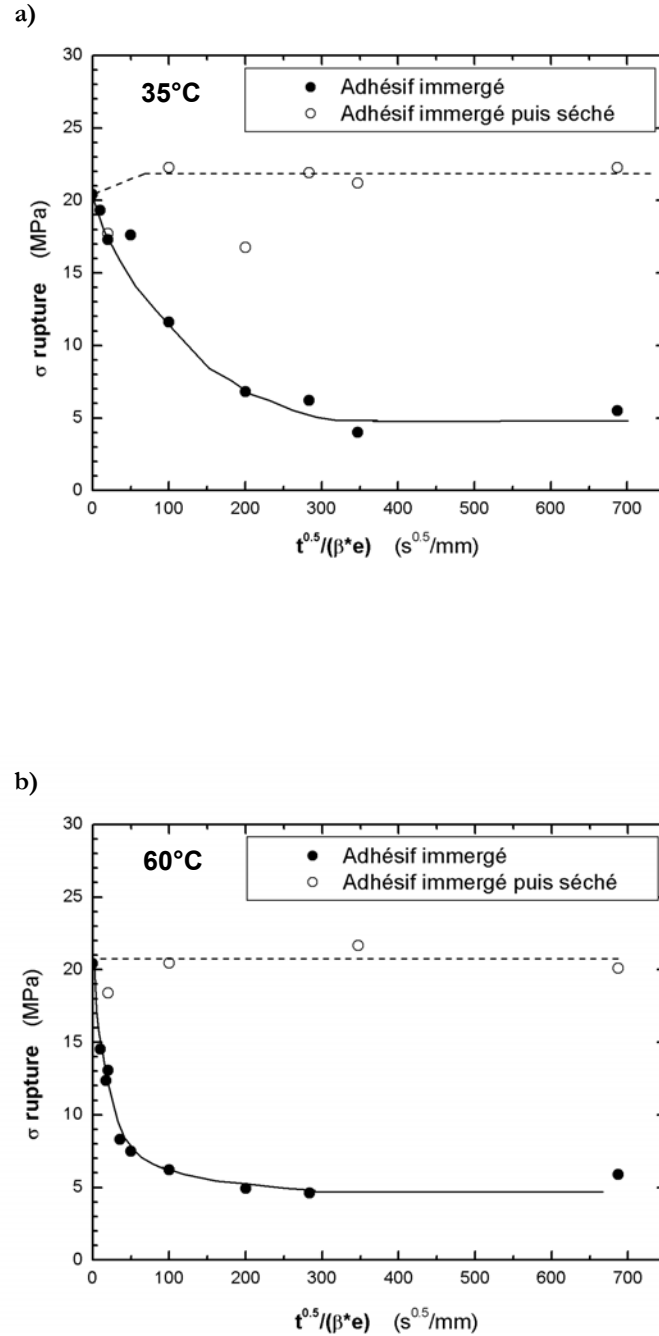 a)
35°C
Adhésif immergé
Adhésif immergé puis séché
30
25
20
15
10
5
0
σ rupture (MPa)
0 100 200 300 400 500 600 700
t^0.5/(β*e) (s^0.5/mm)
b)
60°C
Adhésif immergé
Adhésif immergé puis séché
30
25
20
15
10
5
0
σ rupture (MPa)
0 100 200 300 400 500 600 700
t^0.5/(β*e) (s^0.5/mm)